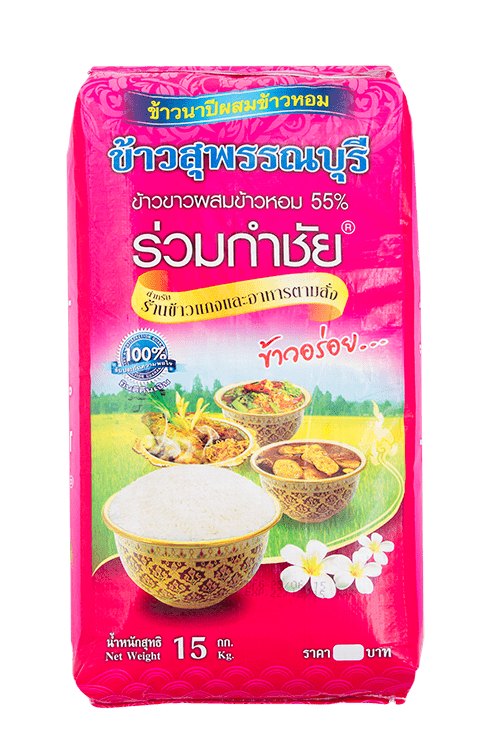 ข้าวนาปีผสมข้าวหอม
ข้าวสุพรรณบุรี
ข้าวขาวผสมข้าวหอม 55%
ร่วมกำชัย®
สำหรับ
ร้านข้าวแกงและอาหารตามสั่ง
ข้าวอร่อย...
100%
น้ำหนักสุทธิ 15 กก.
Net Weight Kg.
ราคา บาท